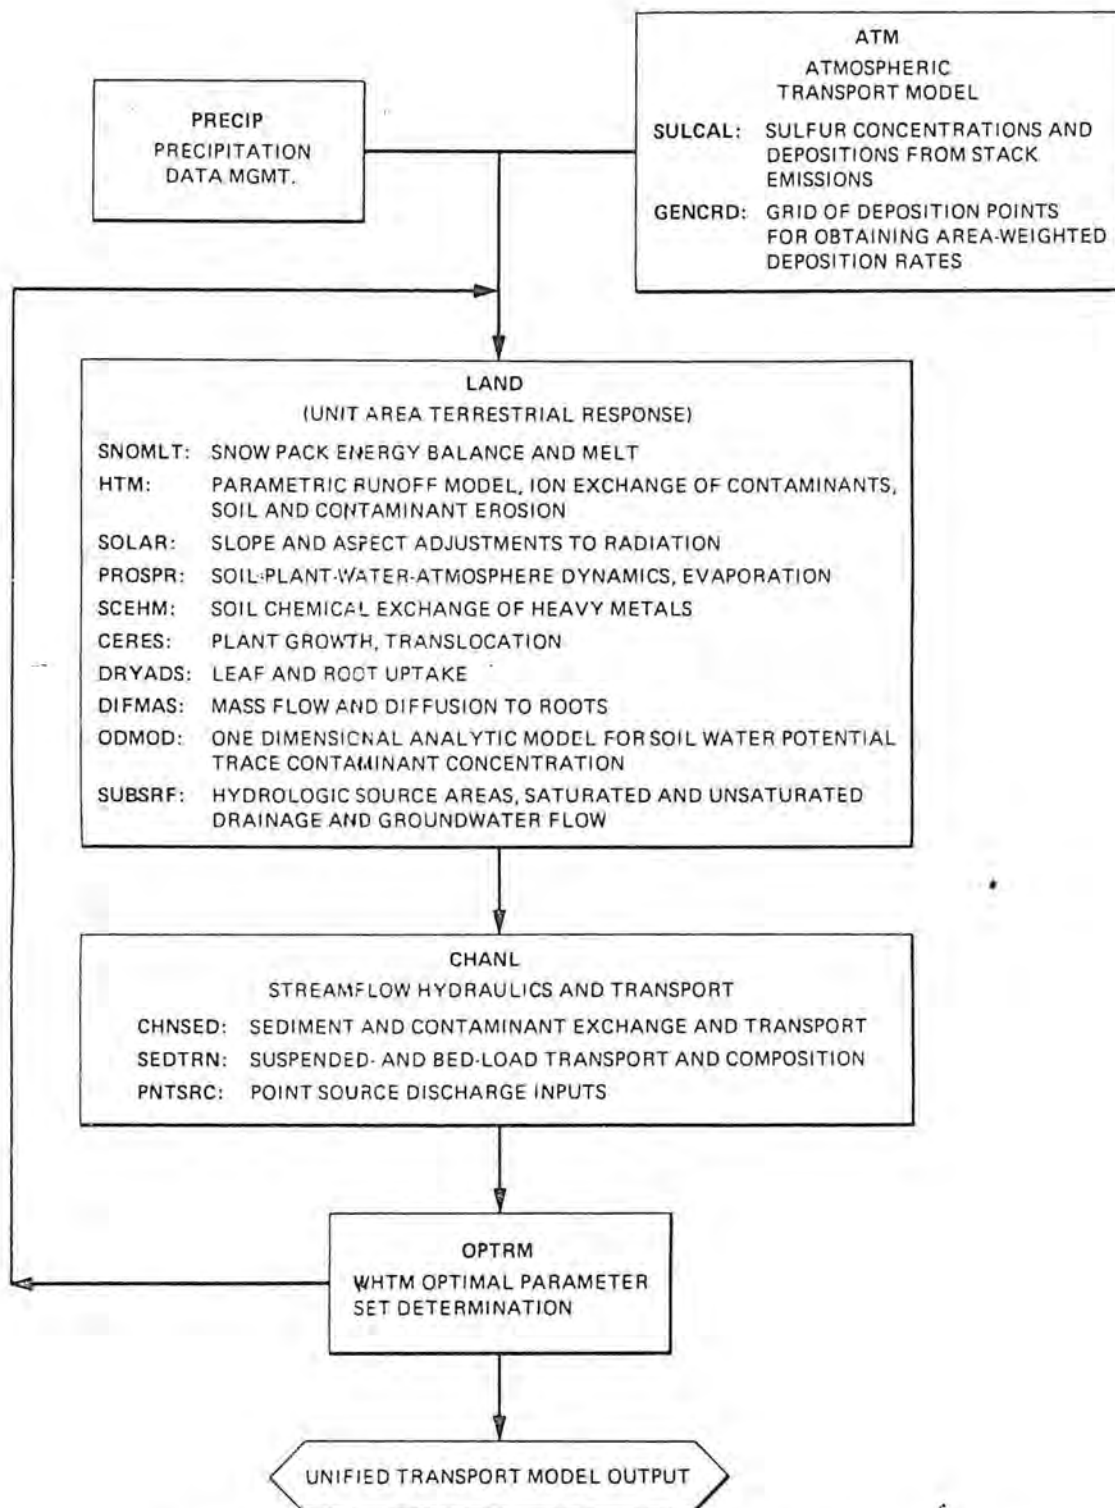 PRECIP
PRECIPITATION
DATA MGMT.
ATM
ATMOSPHERIC
TRANSPORT MODEL
SULCAL: SULFUR CONCENTRATIONS AND
DEPOSITIONS FROM STACK
EMISSIONS
GENCRD: GRID OF DEPOSITION POINTS
FOR OBTAINING AREA-WEIGHTED
DEPOSITION RATES
LAND
(UNIT AREA TERRESTRIAL RESPONSE)
SNOMLT: SNOW PACK ENERGY BALANCE AND MELT
HTM: PARAMETRIC RUNOFF MODEL, ION EXCHANGE OF CONTAMINANTS,
SOIL AND CONTAMINANT EROSION
SOLAR: SLOPE AND ASPECT ADJUSTMENTS TO RADIATION
PROSPR: SOIL-PLANT-WATER-ATMOSPHERE DYNAMICS, EVAPORATION
SCEHM: SOIL CHEMICAL EXCHANGE OF HEAVY METALS
CERES: PLANT GROWTH, TRANSLOCATION
DRYADS: LEAF AND ROOT UPTAKE
DIFMAS: MASS FLOW AND DIFFUSION TO ROOTS
ODMOD: ONE DIMENSIONAL ANALYTIC MODEL FOR SOIL WATER POTENTIAL
TRACE CONTAMINANT CONCENTRATION
SUBSRF: HYDROLOGIC SOURCE AREAS, SATURATED AND UNSATURATED
DRAINAGE AND GROUNDWATER FLOW
CHANL
STREAMFLOW HYDRAULICS AND TRANSPORT
CHNSED: SEDIMENT AND CONTAMINANT EXCHANGE AND TRANSPORT
SEDTRN: SUSPENDED- AND BED-LOAD TRANSPORT AND COMPOSITION
PNTSRC: POINT SOURCE DISCHARGE INPUTS
OPTRM
WHTM OPTIMAL PARAMETER
SET DETERMINATION
UNIFIED TRANSPORT MODEL OUTPUT